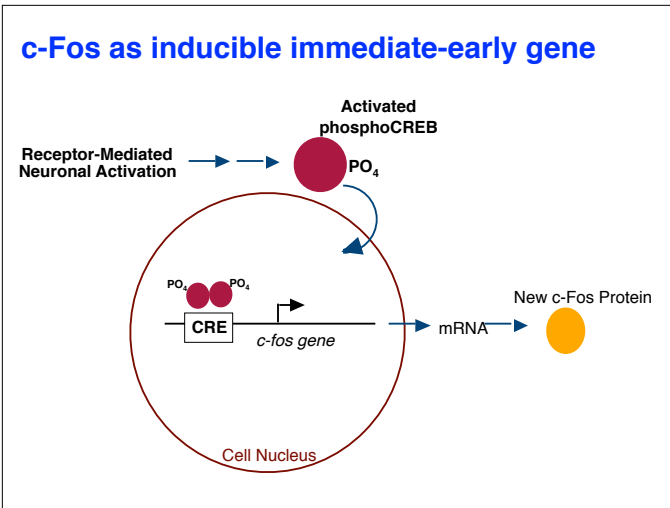 c-Fos as inducible immediate-early gene
Activated
phosphoCREB
Receptor-Mediated
Neuronal Activation
PO4
PO4
PO4
CRE
c-fos gene
mRNA
New c-Fos Protein
Cell Nucleus